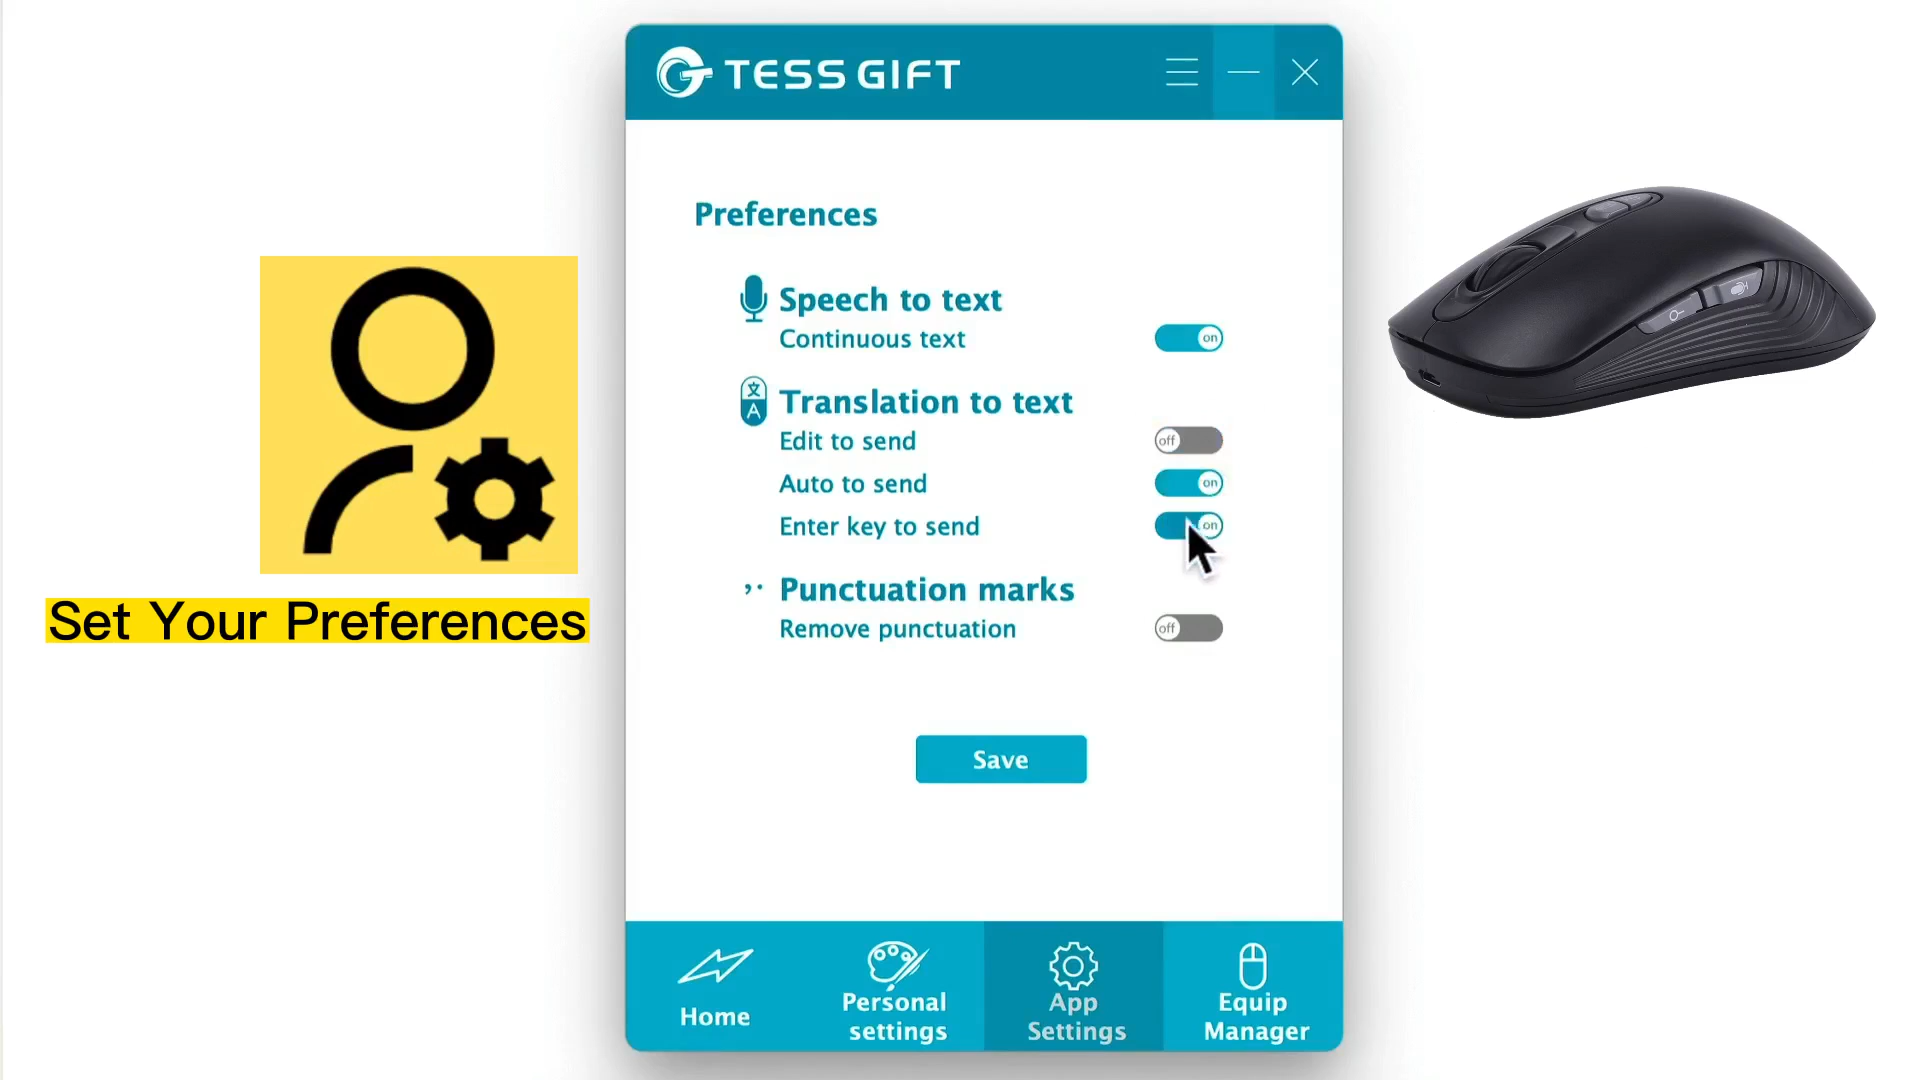 TESS GIFT
Preferences
Speech to text
Continuous text on
文
A
Translation to text
Edit to send off
Auto to send on
Enter key to send on
Punctuation marks
Remove punctuation off
Save
Set Your Preferences
Home
Personal settings
App Settings
Equip Manager